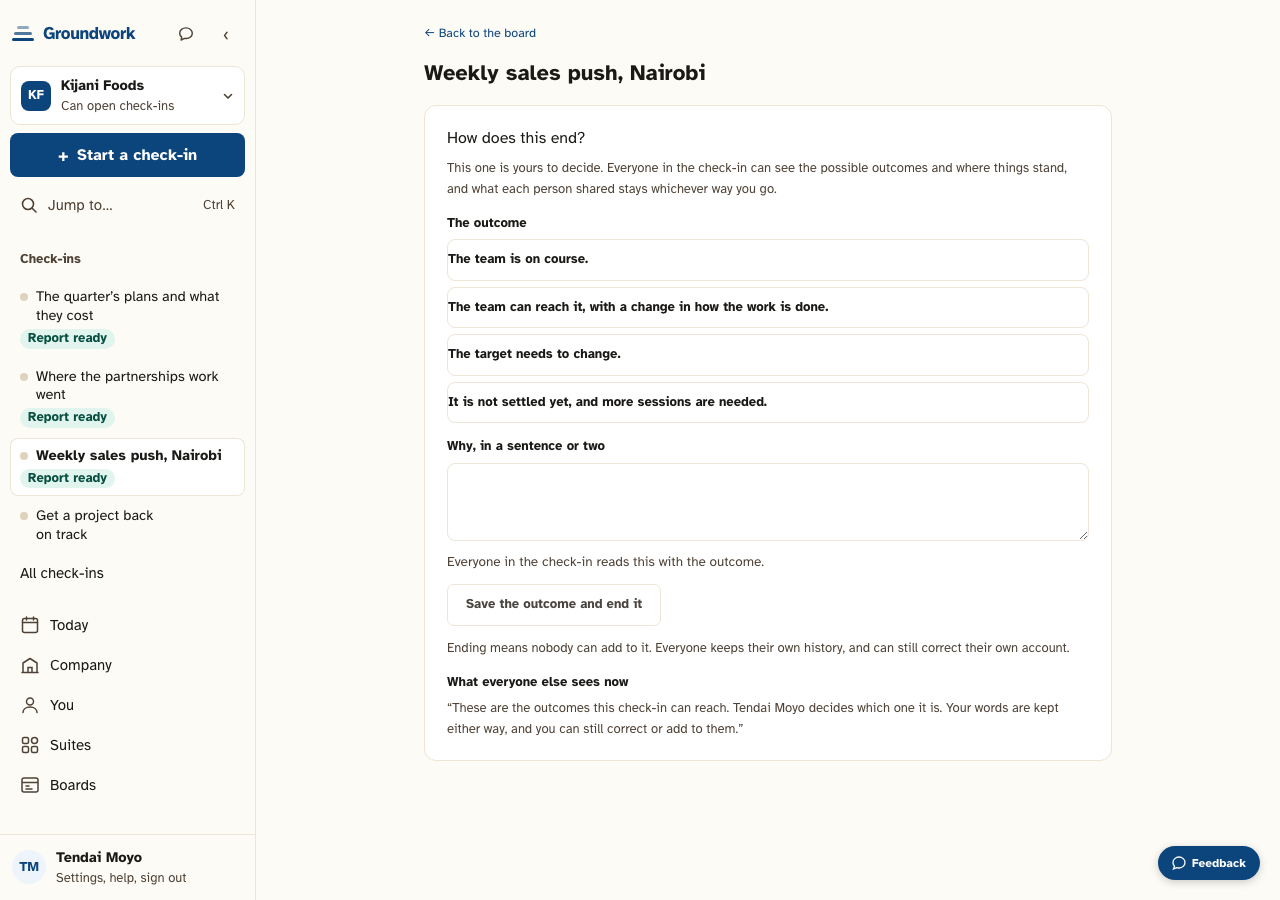 Groundwork
KF
Kijani Foods
Can open check-ins
+ Start a check-in
Jump to...
Ctrl K
Check-ins
The quarter's plans and what
they cost
Report ready
Where the partnerships work
went
Report ready
Weekly sales push, Nairobi
Report ready
Get a project back
on track
All check-ins
Today
Company
You
Suites
Boards
TM
Tendai Moyo
Settings, help, sign out
← Back to the board
Weekly sales push, Nairobi
How does this end?
This one is yours to decide. Everyone in the check-in can see the possible outcomes and where things stand,
and what each person shared stays whichever way you go.
The outcome
The team is on course.
The team can reach it, with a change in how the work is done.
The target needs to change.
It is not settled yet, and more sessions are needed.
Why, in a sentence or two
Everyone in the check-in reads this with the outcome.
Save the outcome and end it
Ending means nobody can add to it. Everyone keeps their own history, and can still correct their own account.
What everyone else sees now
“These are the outcomes this check-in can reach. Tendai Moyo decides which one it is. Your words are kept
either way, and you can still correct or add to them.”
Feedback